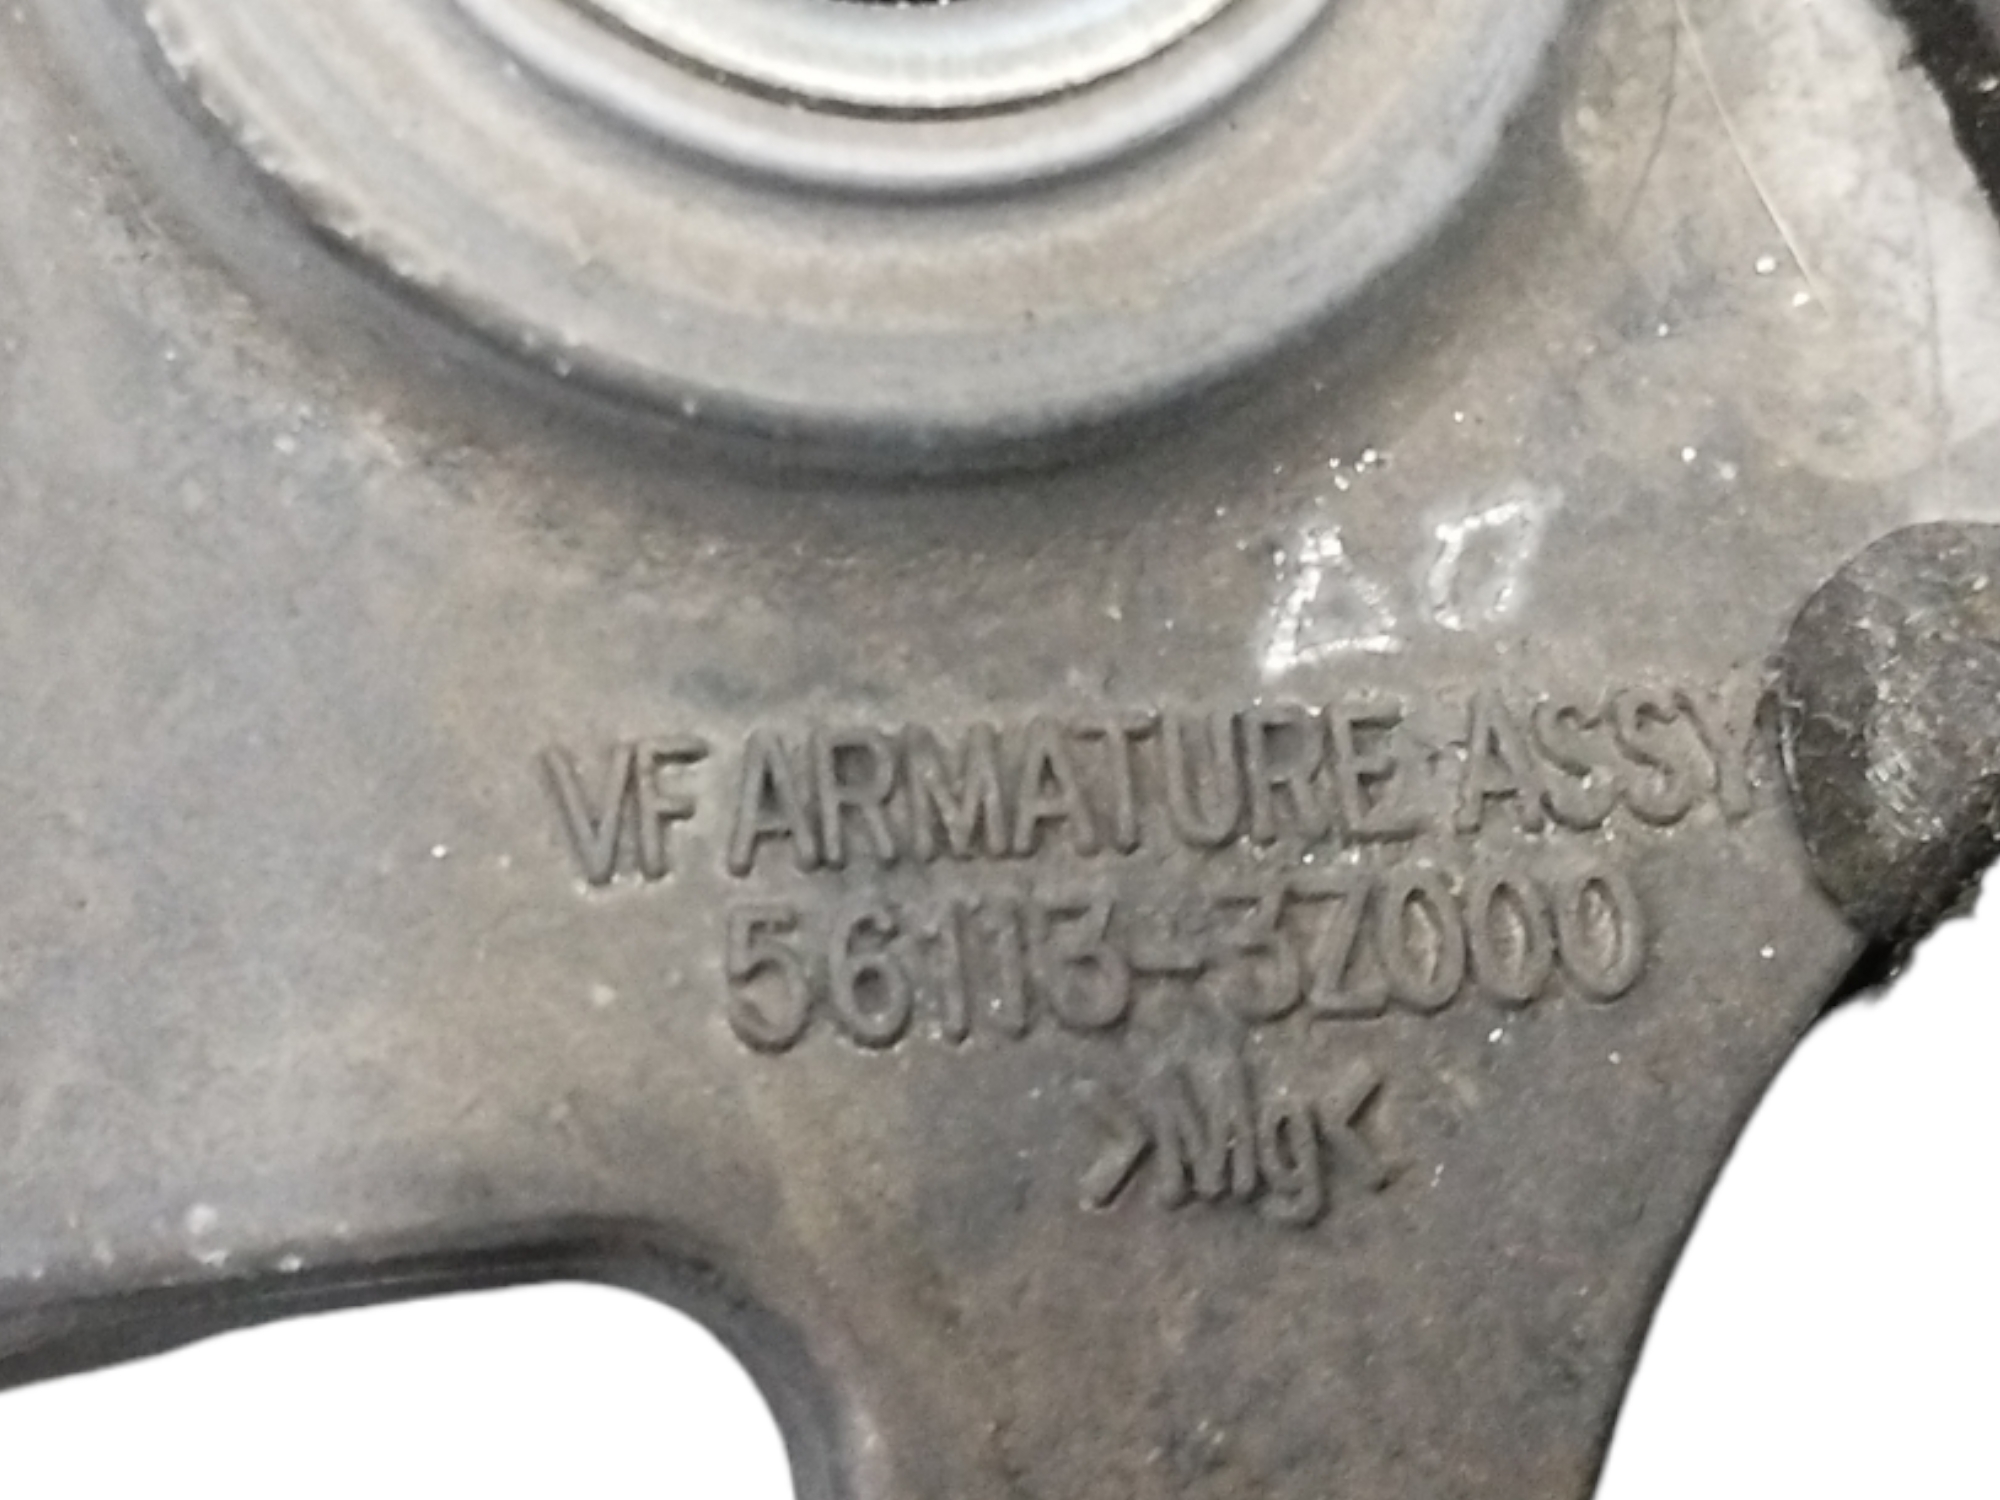 VF ARMATURE ASSY
56113-3Z000
>Mg<